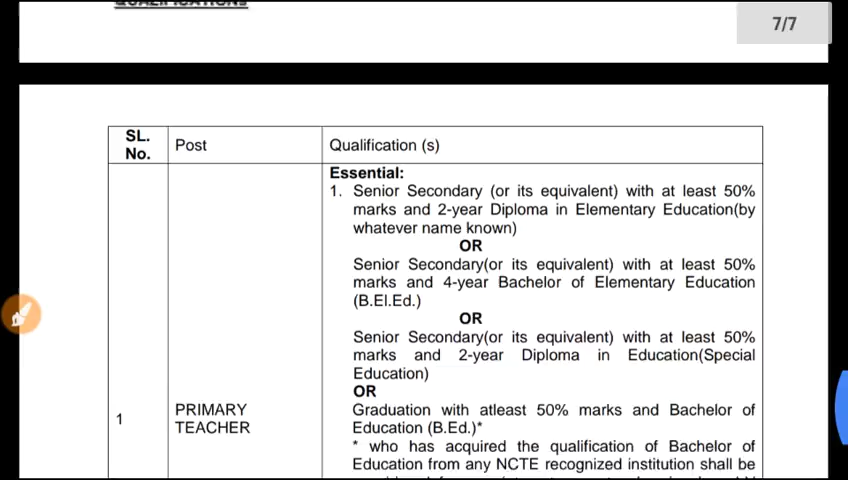 QUALIFICATIONs
7/7
SL. No. Post Qualification (s)
Essential:
1. Senior Secondary (or its equivalent) with at least 50%
marks and 2-year Diploma in Elementary Education(by
whatever name known)
OR
Senior Secondary(or its equivalent) with at least 50%
marks and 4-year Bachelor of Elementary Education
(B.El.Ed.)
OR
Senior Secondary(or its equivalent) with at least 50%
marks and 2-year Diploma in Education(Special
Education)
OR
1 PRIMARY TEACHER
Graduation with atleast 50% marks and Bachelor of
Education (B.Ed.)*
* who has acquired the qualification of Bachelor of
Education from any NCTE recognized institution shall be